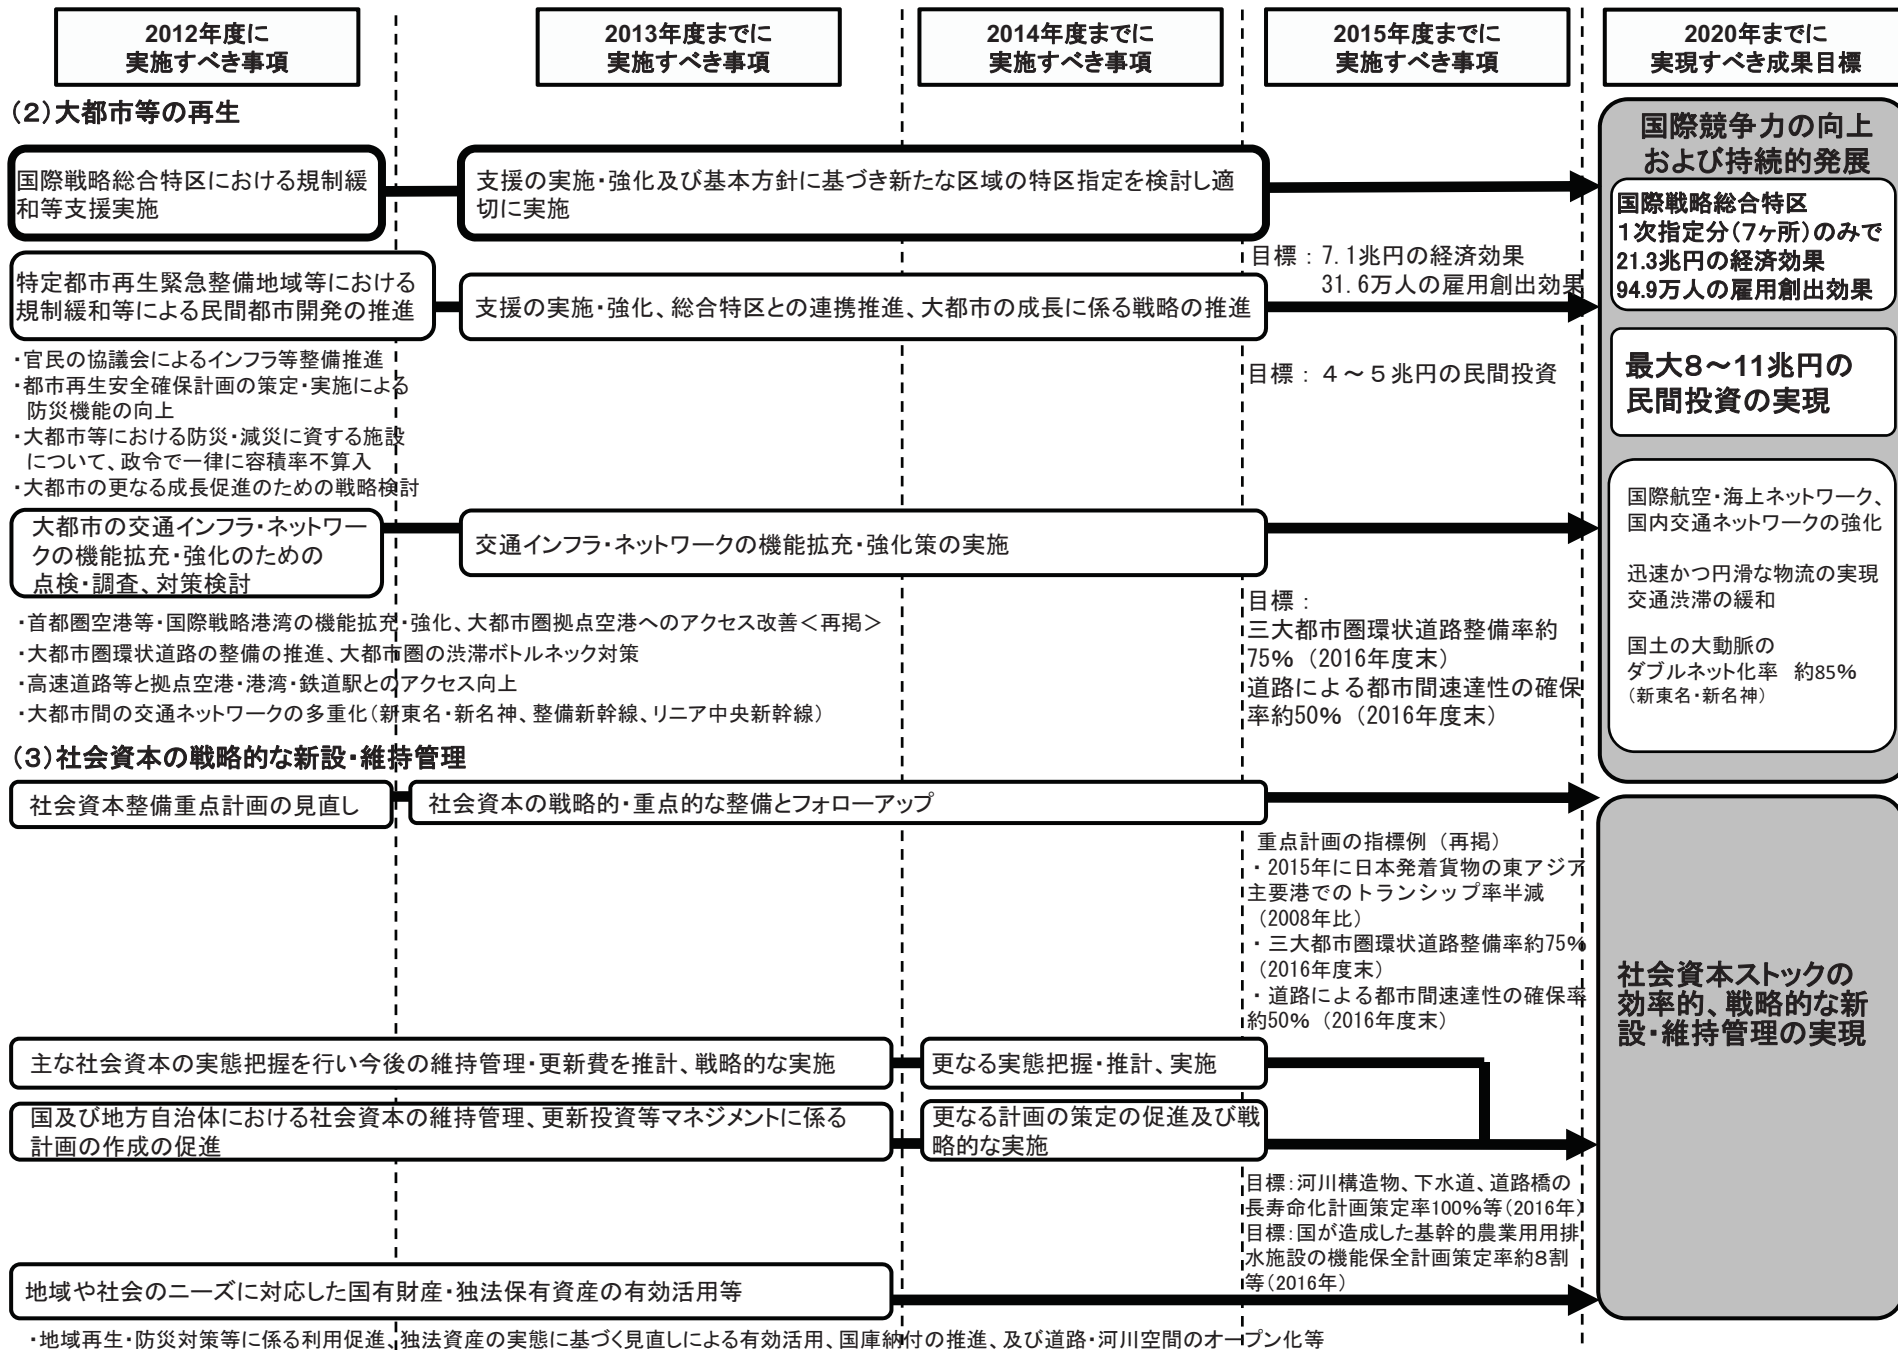 2012年度に
実施すべき事項
2013年度までに
実施すべき事項
2014年度までに
実施すべき事項
2015年度までに
実施すべき事項
2020年までに
実現すべき成果目標
(2)大都市等の再生
国際戦略総合特区における規制緩
和等支援実施
支援の実施・強化及び基本方針に基づき新たな区域の特区指定を検討し適
切に実施
目標：7.1兆円の経済効果
31.6万人の雇用創出効果
特定都市再生緊急整備地域等における
規制緩和等による民間都市開発の推進
支援の実施・強化、総合特区との連携推進、大都市の成長に係る戦略の推進
・官民の協議会によるインフラ等整備推進
・都市再生安全確保計画の策定・実施による
防災機能の向上
・大都市等における防災・減災に資する施設
について、政令で一律に容積率不算入
・大都市の更なる成長促進のための戦略検討
目標：４～５兆円の民間投資
大都市の交通インフラ・ネットワー
クの機能拡充・強化のための
点検・調査、対策検討
交通インフラ・ネットワークの機能拡充・強化策の実施
・首都圏空港等・国際戦略港湾の機能拡充・強化、大都市圏拠点空港へのアクセス改善＜再掲＞
・大都市圏環状道路の整備の推進、大都市圏の渋滞ボトルネック対策
・高速道路等と拠点空港・港湾・鉄道駅とのアクセス向上
・大都市間の交通ネットワークの多重化(新東名・新名神、整備新幹線、リニア中央新幹線)
目標：
三大都市圏環状道路整備率約
75%（2016年度末）
道路による都市間速達性の確保
率約50%（2016年度末）
国際競争力の向上
および持続的発展
国際戦略総合特区
1次指定分(7ヶ所)のみで
21.3兆円の経済効果
94.9万人の雇用創出効果
最大8～11兆円の
民間投資の実現
国際航空・海上ネットワーク、
国内交通ネットワークの強化
迅速かつ円滑な物流の実現
交通渋滞の緩和
国土の大動脈の
ダブルネット化率　約85%
(新東名・新名神)
(3)社会資本の戦略的な新設・維持管理
社会資本整備重点計画の見直し
社会資本の戦略的・重点的な整備とフォローアップ
重点計画の指標例（再掲）
・2015年に日本発着貨物の東アジア
主要港でのトランシップ率半減
（2008年比）
・三大都市圏環状道路整備率約75%
（2016年度末）
・道路による都市間速達性の確保率
約50%（2016年度末）
主な社会資本の実態把握を行い今後の維持管理・更新費を推計、戦略的な実施
更なる実態把握・推計、実施
国及び地方自治体における社会資本の維持管理、更新投資等マネジメントに係る
計画の作成の促進
更なる計画の策定の促進及び戦
略的な実施
目標：河川構造物、下水道、道路橋の
長寿命化計画策定率100%等(2016年)
目標：国が造成した基幹的農業用用排
水施設の機能保全計画策定率約8割
等(2016年)
地域や社会のニーズに対応した国有財産・独法保有資産の有効活用等
・地域再生・防災対策等に係る利用促進、独法資産の実態に基づく見直しによる有効活用、国庫納付の推進、及び道路・河川空間のオープン化等
社会資本ストックの
効率的、戦略的な新
設・維持管理の実現